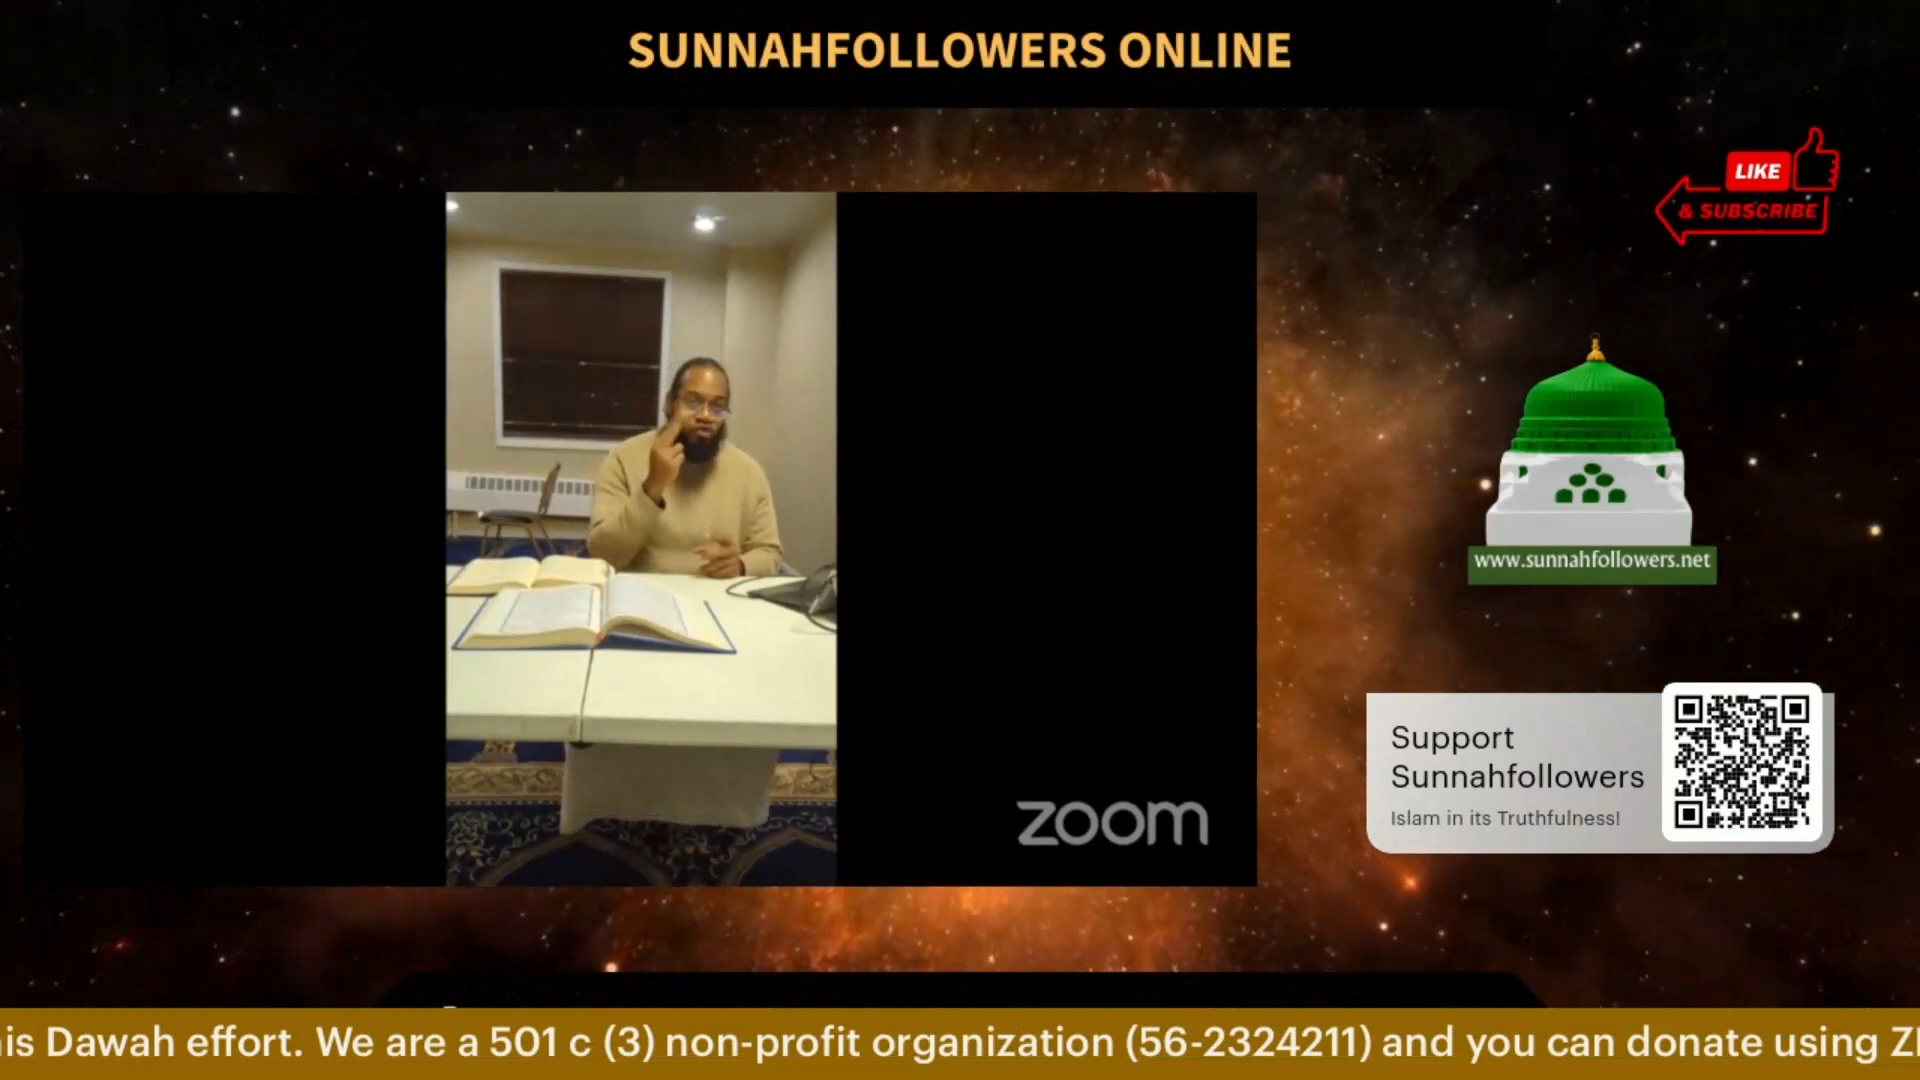 SUNNAHFOLLOWERS ONLINE
LIKE
& SUBSCRIBE
www.sunnahfollowers.net
Support
Sunnahfollowers
Islam in its Truthfulness!
zoom
is Dawah effort. We are a 501 c (3) non-profit organization (56-2324211) and you can donate using